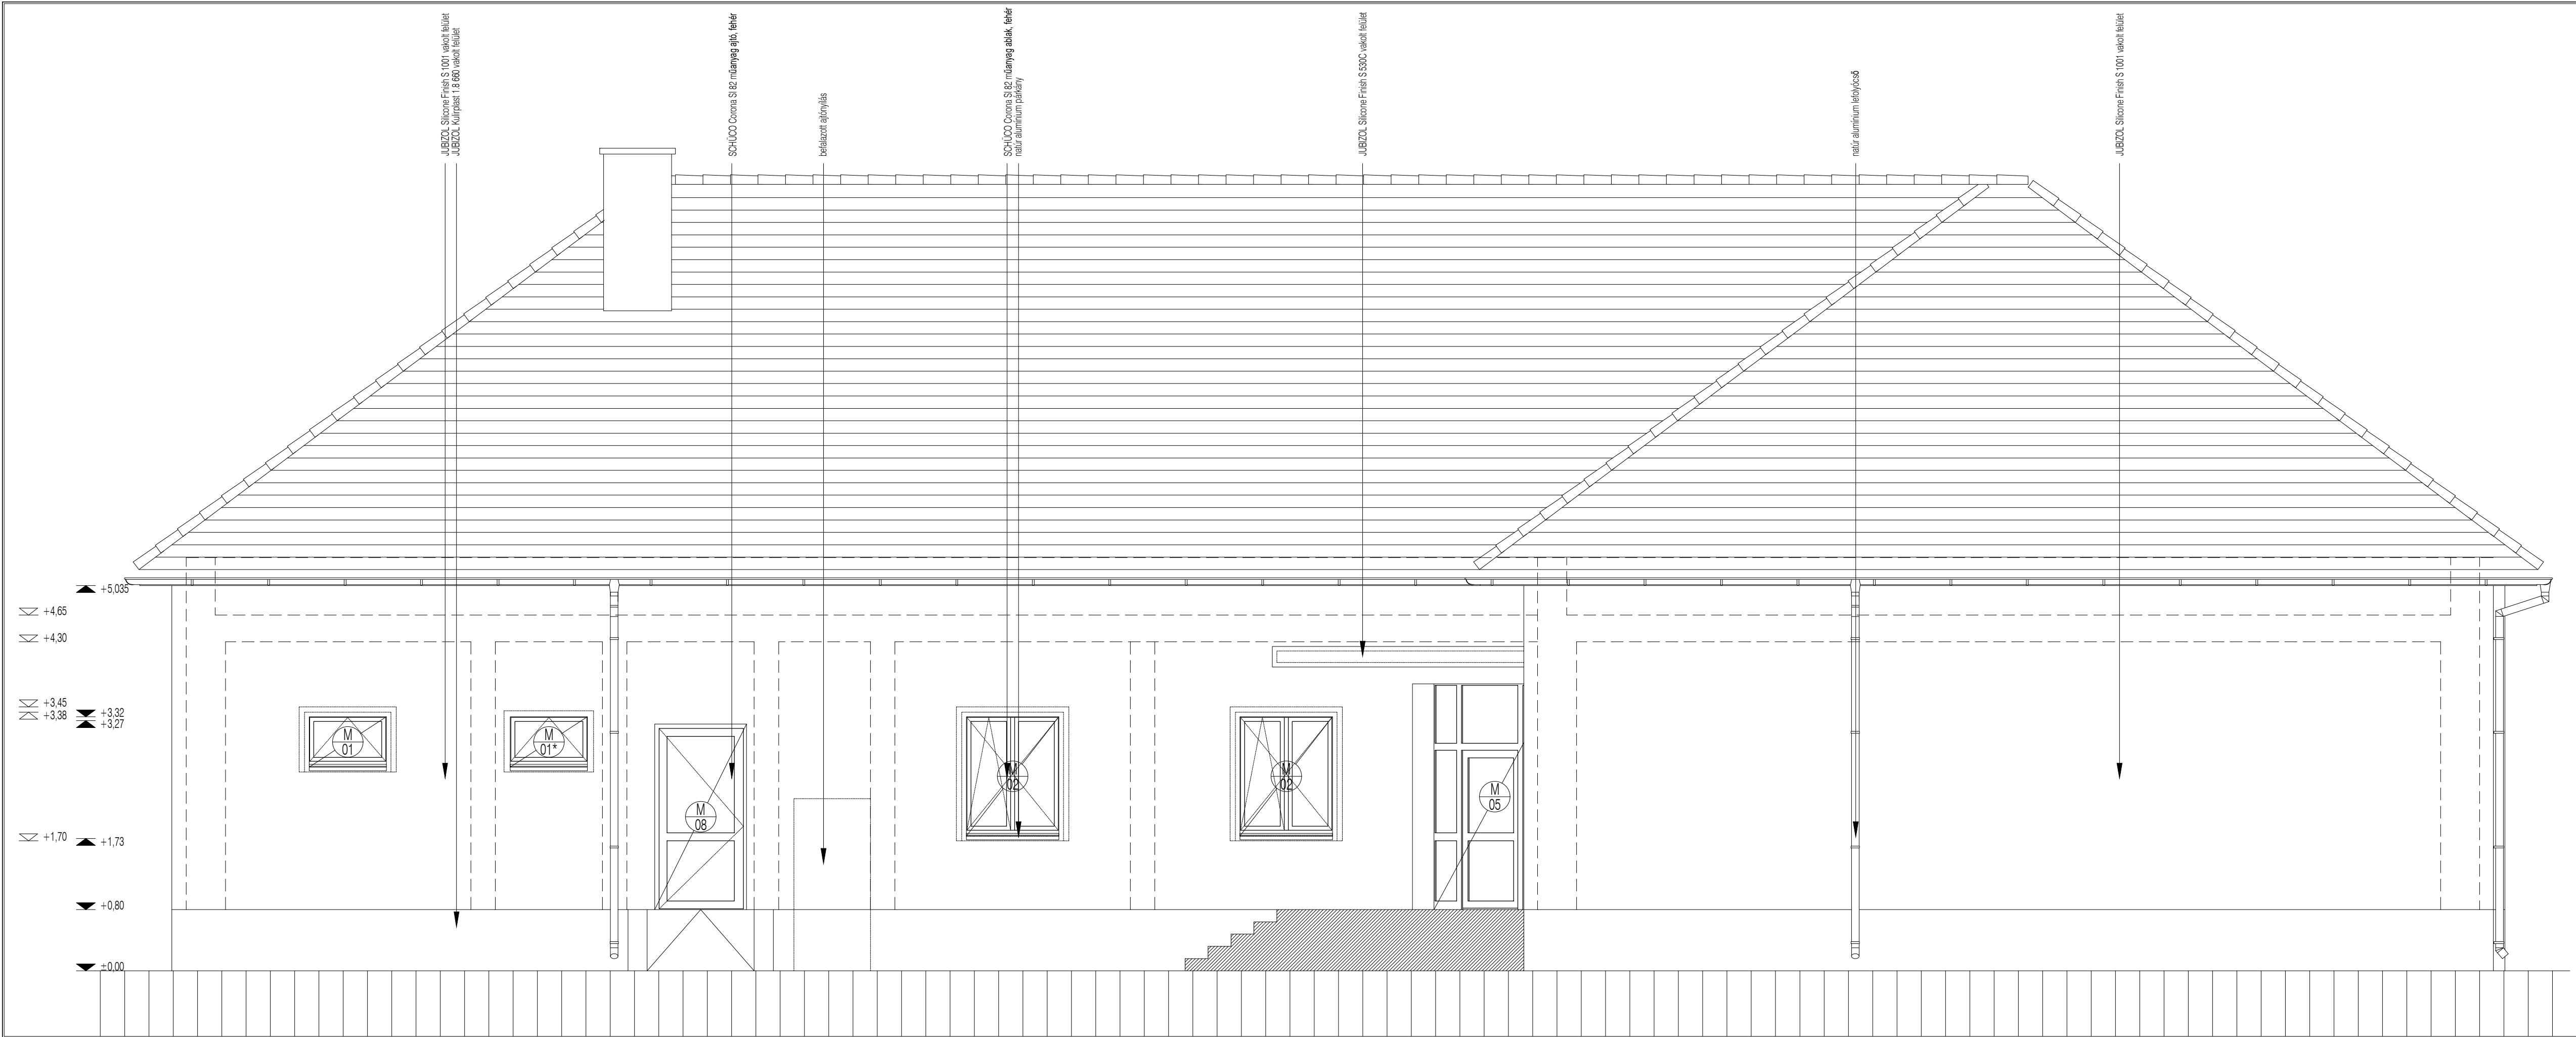 JUBIZOL Silicone Finish S 1001 vakolt felület
JUBIZOL Kulirplast 1.8 660 vakolt felület
SCHÜCO Corona SI 82 műanyag ajtó, fehér
befalazott ajtónyílás
SCHÜCO Corona SI 82 műanyag ablak, fehér
natúr alumínium párkány
JUBIZOL Silicone Finish S 530C vakolt felület
natúr alumínium lefolyócső
JUBIZOL Silicone Finish S 1001 vakolt felület
+5,035
+4,65
+4,30
+3,45
+3,38
+3,32
+3,27
+1,70
+1,73
+0,80
±0,00
M
01
M
01*
M
08
M
02
M
02
M
05